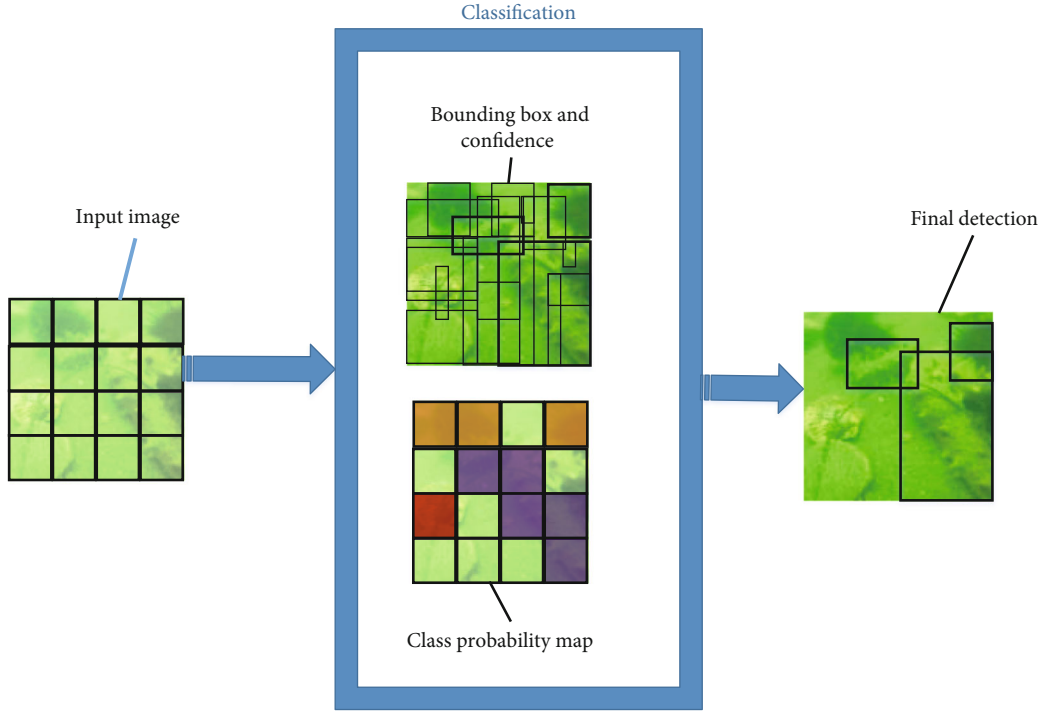 Classification
Bounding box and
confidence
Input image
Final detection
Class probability map